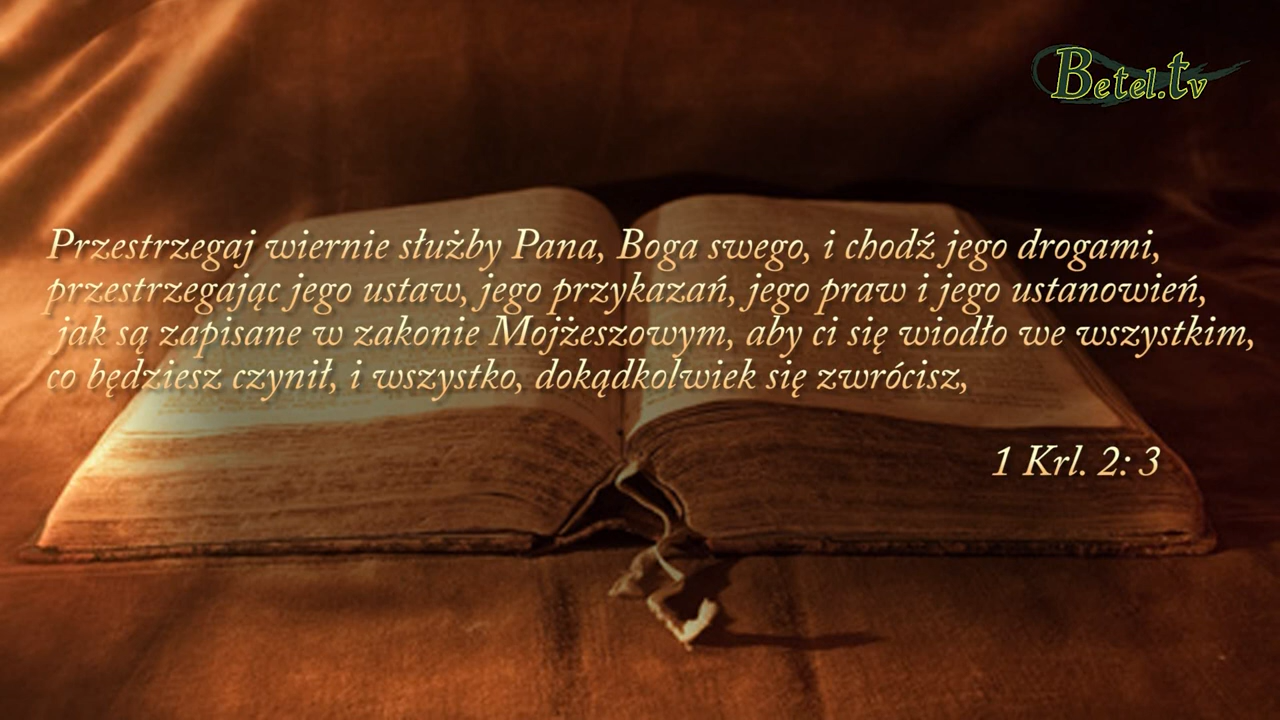 Betel.tv
Przestrzegaj wiernie służby Pana, Boga swego, i chodź jego drogami,
przestrzegając jego ustaw, jego przykazań, jego praw i jego ustanowień,
jak są zapisane w zakonie Mojżeszowym, aby ci się wiodło we wszystkim,
co będziesz czynił, i wszystko, dokądkolwiek się zwrócisz,
1 Krl. 2: 3